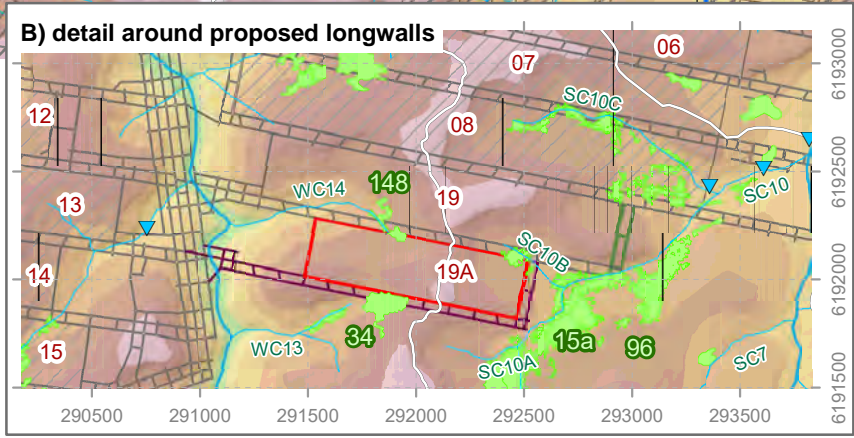 B) detail around proposed longwalls
06
07
6193000
SC10C
12
08
6192500
148
WC14
19
SC10
13
SC10B
19A
14
6192000
34
15a
96
15
WC13
SC10A
SC7
6191500
290500
291000
291500
292000
292500
293000
293500